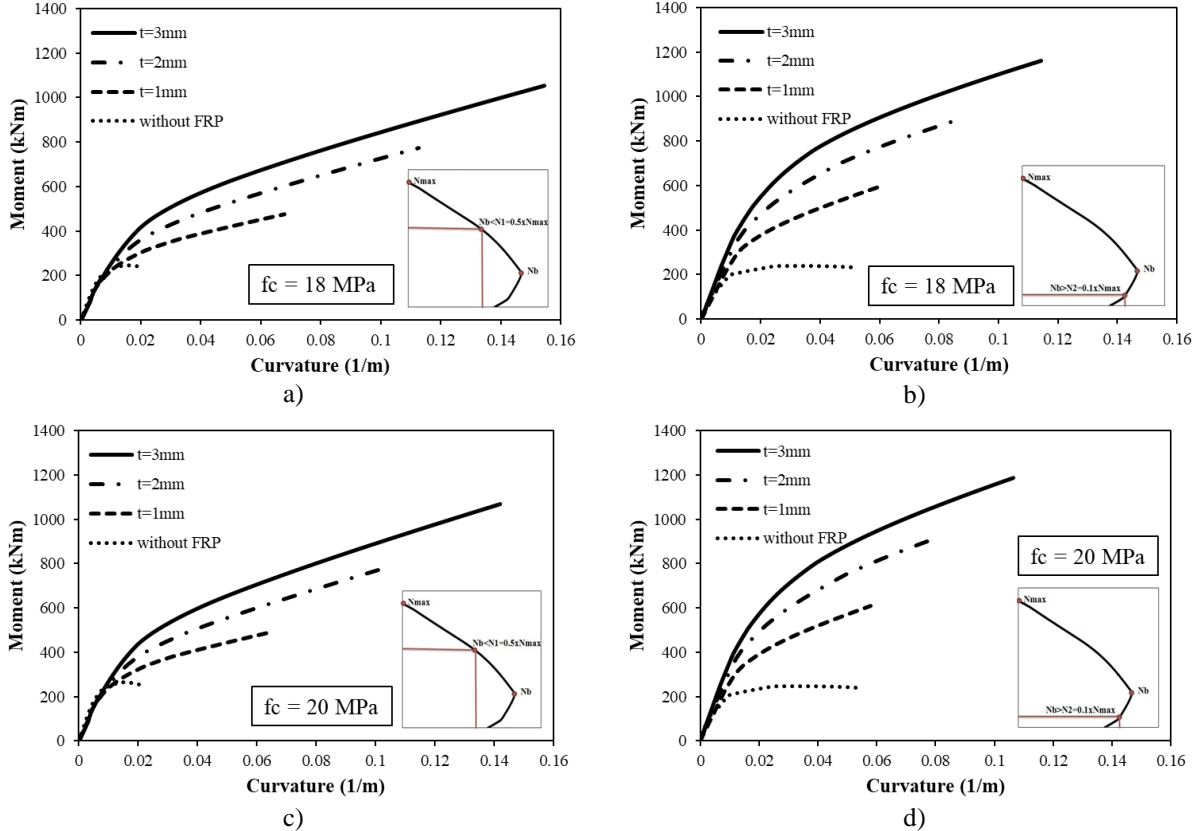 1400
1200
1000
800
600
400
200
0
Moment (kNm)
t=3mm
t=2mm
t=1mm
without FRP
Nmax
Nb<N1=0.5xNmax
Nb
fc = 18 MPa
0 0.02 0.04 0.06 0.08 0.1 0.12 0.14 0.16
Curvature (1/m)
a)
1400
1200
1000
800
600
400
200
0
Moment (kNm)
t=3mm
t=2mm
t=1mm
without FRP
Nmax
Nb
Nb>N2=0.1xNmax
fc = 18 MPa
0 0.02 0.04 0.06 0.08 0.1 0.12 0.14 0.16
Curvature (1/m)
b)
1400
1200
1000
800
600
400
200
0
Moment (kNm)
t=3mm
t=2mm
t=1mm
without FRP
Nmax
Nb<N1=0.5xNmax
Nb
fc = 20 MPa
0 0.02 0.04 0.06 0.08 0.1 0.12 0.14 0.16
Curvature (1/m)
c)
1400
1200
1000
800
600
400
200
0
Moment (kNm)
t=3mm
t=2mm
t=1mm
without FRP
fc = 20 MPa
Nmax
Nb
Nb>N2=0.1xNmax
0 0.02 0.04 0.06 0.08 0.1 0.12 0.14 0.16
Curvature (1/m)
d)